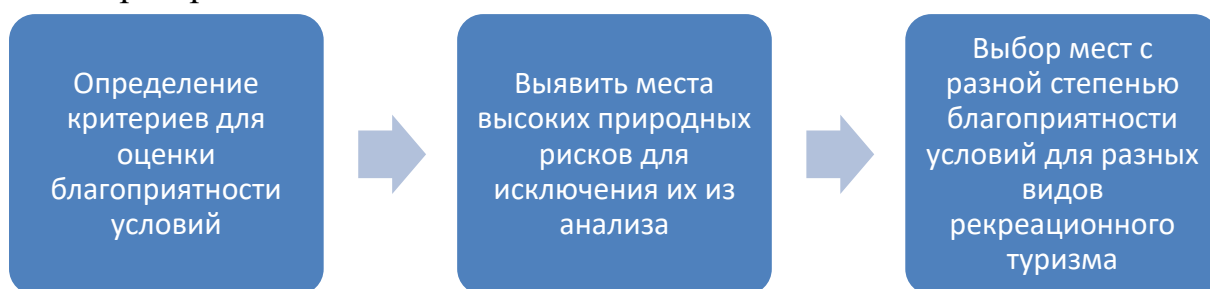 Определение
критериев для
оценки
благоприятности
условий
Выявить места
высоких природных
рисков для
исключения их из
анализа
Выбор мест с
разной степенью
благоприятности
условий для разных
видов
рекреационного
туризма